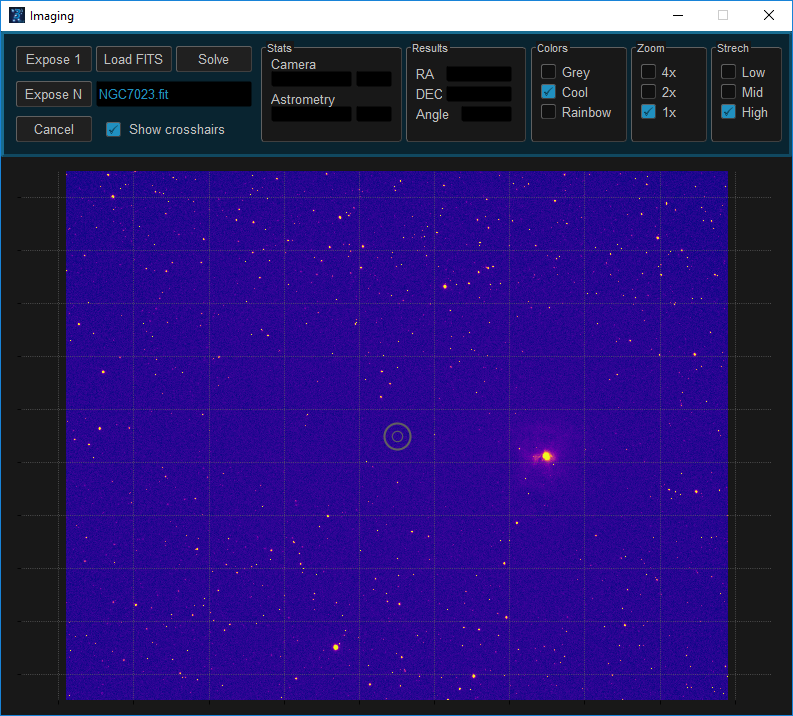 Imaging
Expose 1
Load FITS
Solve
Expose N
NGC7023.fit
Cancel
Show crosshairs
Stats
Camera
Astrometry
Results
RA
DEC
Angle
Colors
Grey
Cool
Rainbow
Zoom
4x
2x
1x
Strech
Low
Mid
High